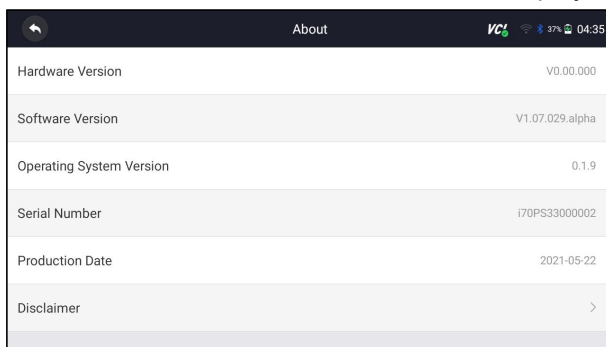 About VCI 37% 04:35
Hardware Version V0.00.000
Software Version V1.07.029.alpha
Operating System Version 0.1.9
Serial Number i70PS33000002
Production Date 2021-05-22
Disclaimer